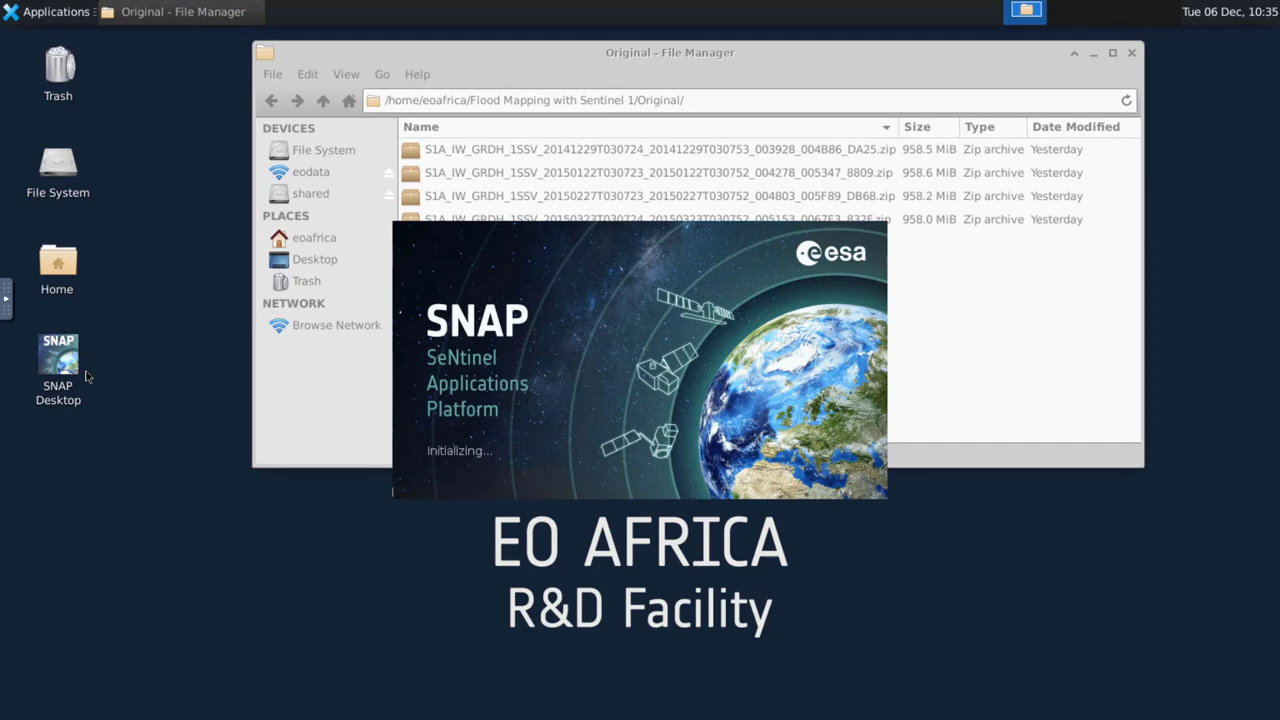 Applications
Original - File Manager
Tue 06 Dec, 10:35
Trash
File System
Home
SNAP
SNAP
Desktop
Original - File Manager
File Edit View Go Help
/home/eoafrica/Flood Mapping with Sentinel 1/Original/
DEVICES
File System
eodata
shared
PLACES
eoafrica
Desktop
Trash
NETWORK
Browse Network
Name Size Type Date Modified
S1A_IW_GRDH_1SSV_20141229T030724_20141229T030753_003928_004B86_DA25.zip 958.5 MiB Zip archive Yesterday
S1A_IW_GRDH_1SSV_20150122T030723_20150122T030752_004278_005347_8809.zip 958.6 MiB Zip archive Yesterday
S1A_IW_GRDH_1SSV_20150227T030723_20150227T030752_004803_005F89_DB68.zip 958.2 MiB Zip archive Yesterday
958.0 MiB Zip archive Yesterday
esa
SNAP
SeNtinel
Applications
Platform
Initializing...
EO AFRICA
R&D Facility